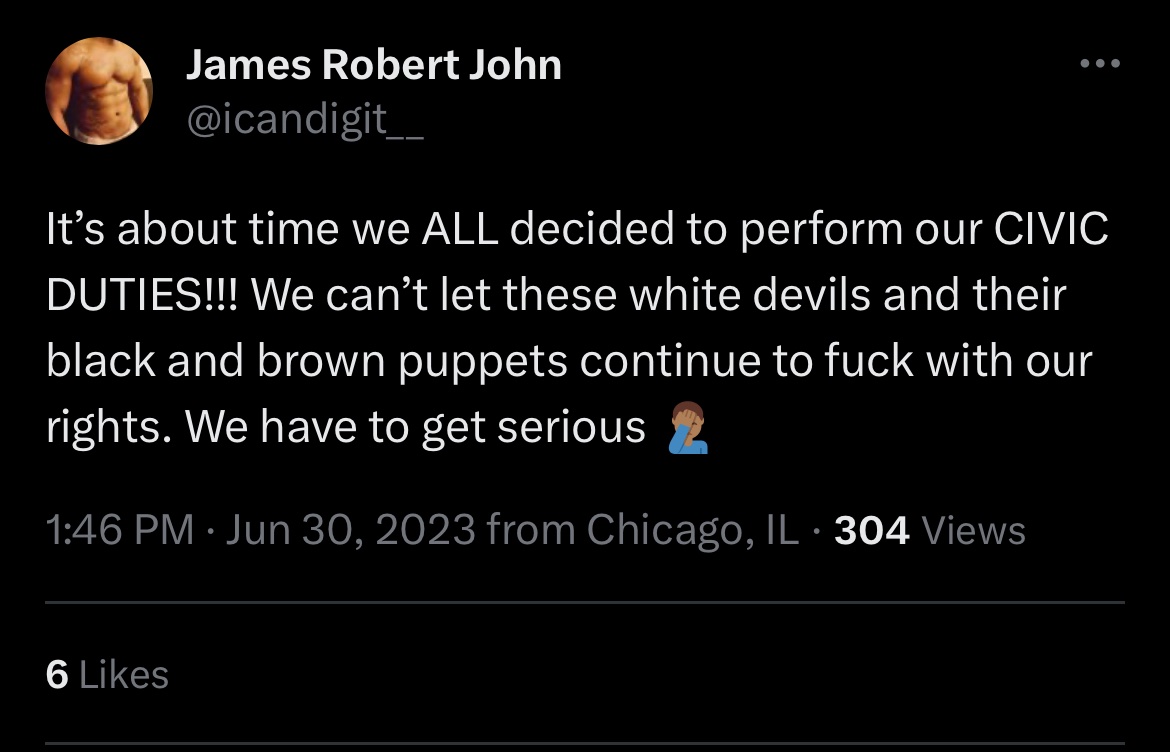 James Robert John
@icandigit__
It’s about time we ALL decided to perform our CIVIC
DUTIES!!! We can’t let these white devils and their
black and brown puppets continue to fuck with our
rights. We have to get serious 🤦🏾‍♂️
1:46 PM · Jun 30, 2023 from Chicago, IL · 304 Views
6 Likes